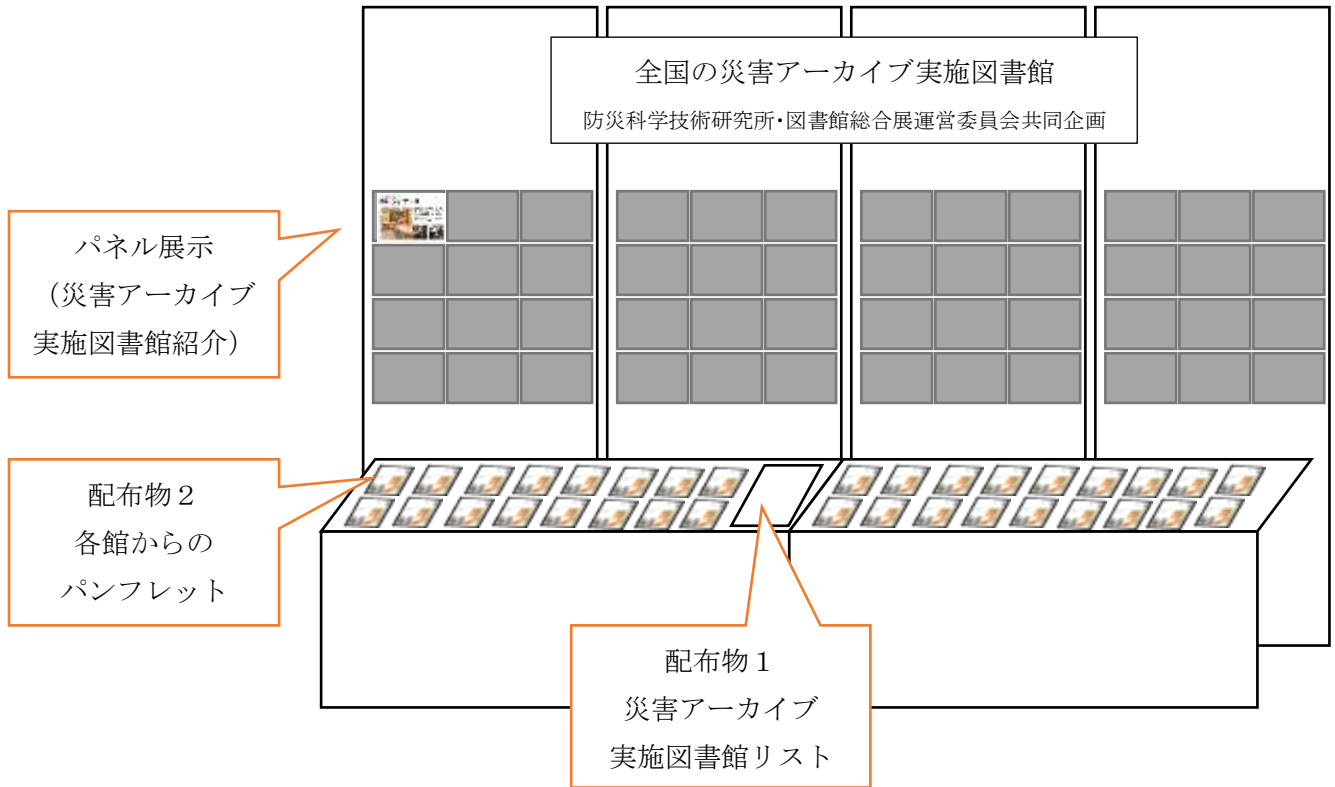 全国の災害アーカイブ実施図書館
防災科学技術研究所・図書館総合展運営委員会共同企画
パネル展示
（災害アーカイブ
実施図書館紹介）
配布物２
各館からの
パンフレット
配布物１
災害アーカイブ
実施図書館リスト